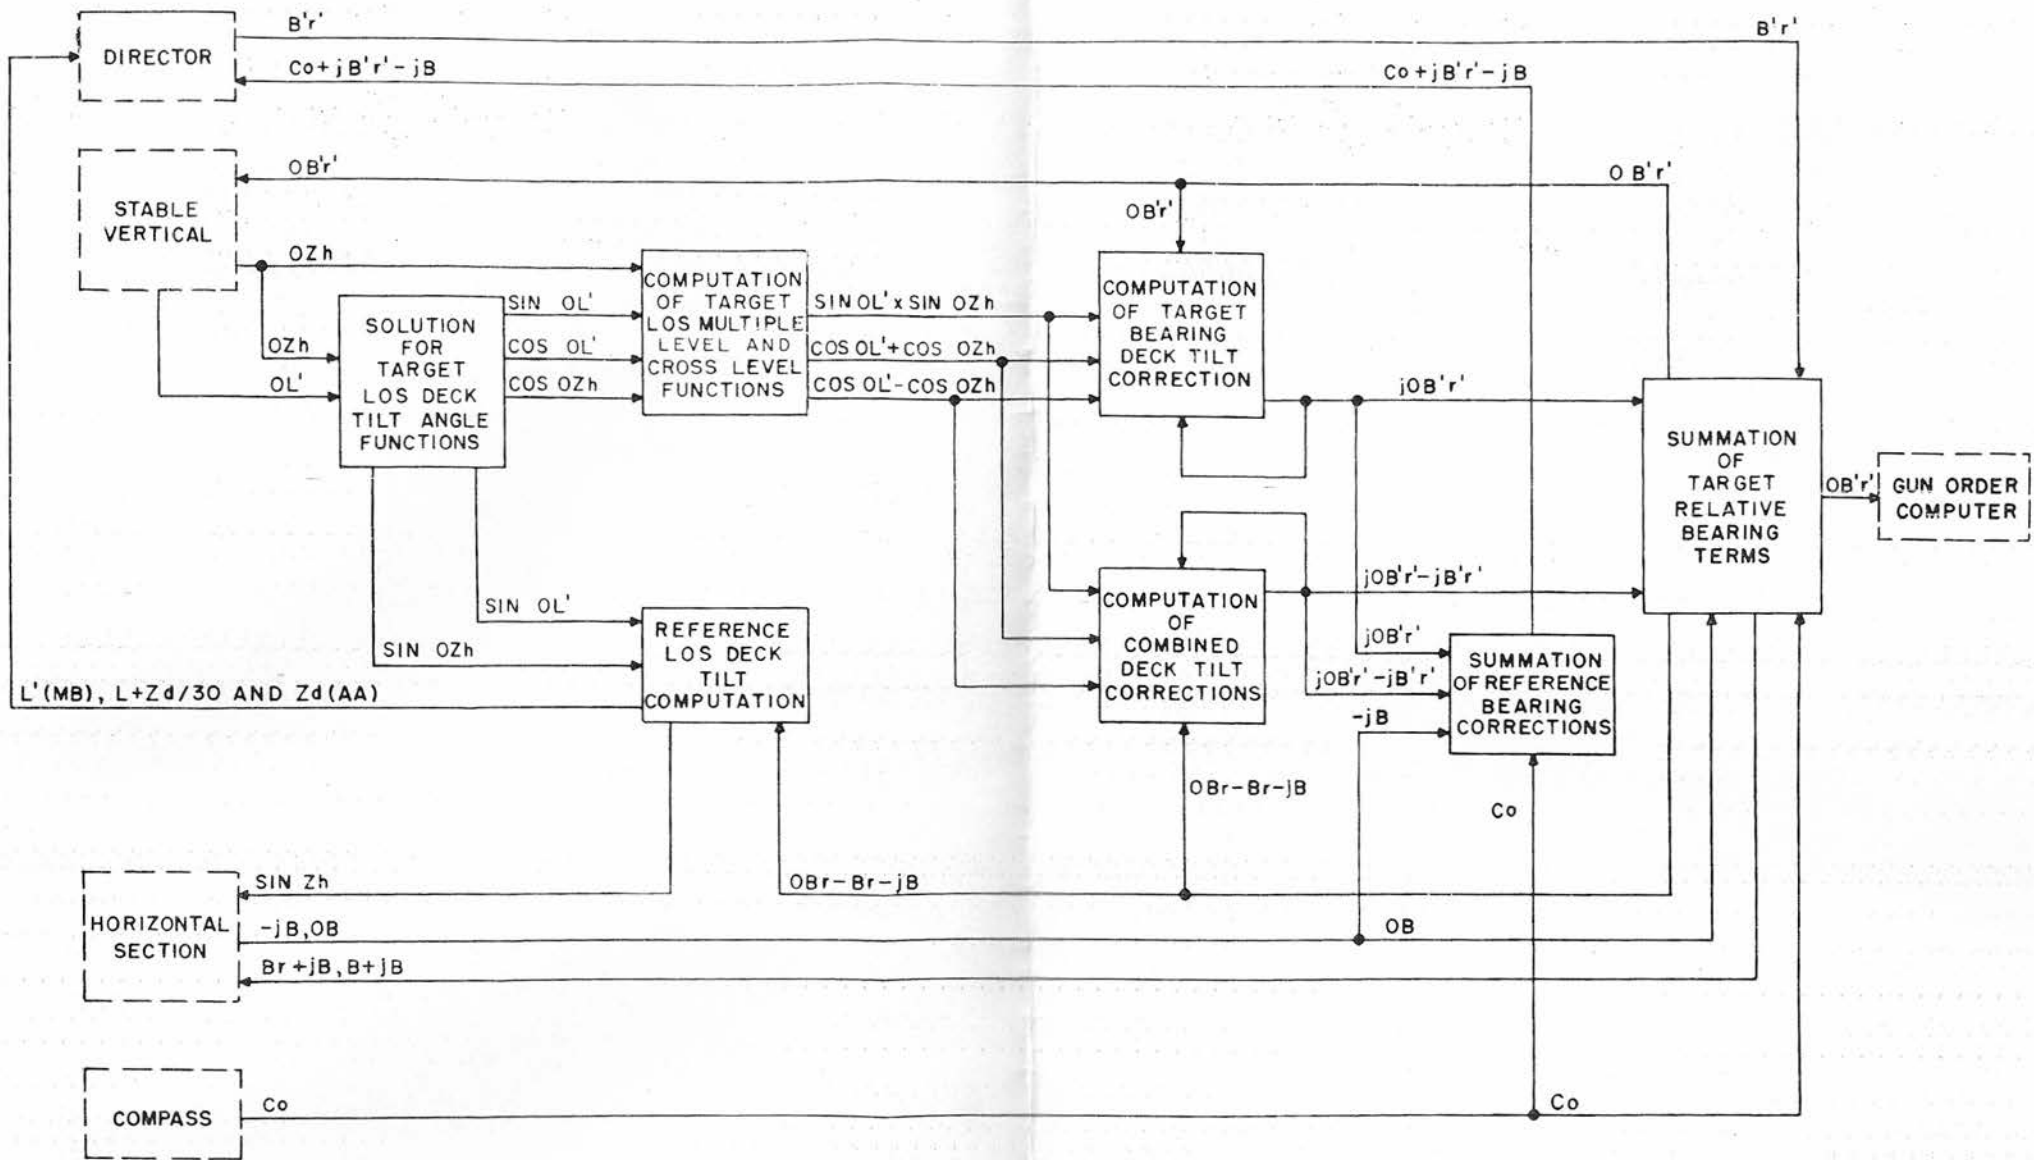 B'r'
B'r'
DIRECTOR
Co+jB'r'-jB
Co+jB'r'-jB
OB'r'
OB'r'
OB'r'
STABLE
VERTICAL
OZh
OZh
OL'
SOLUTION
FOR
TARGET
LOS DECK
TILT ANGLE
FUNCTIONS
SIN OL'
COS OL'
COS OZh
COMPUTATION
OF TARGET
LOS MULTIPLE
LEVEL AND
CROSS LEVEL
FUNCTIONS
SIN OL' x SIN OZh
COS OL'+COS OZh
COS OL'-COS OZh
COMPUTATION
OF TARGET
BEARING
DECK TILT
CORRECTION
jOB'r'
SUMMATION
OF
TARGET
RELATIVE
BEARING
TERMS
OB'r'
GUN ORDER
COMPUTER
SIN OL'
SIN OZh
L'(MB), L+Zd/30 AND Zd(AA)
REFERENCE
LOS DECK
TILT
COMPUTATION
COMPUTATION
OF
COMBINED
DECK TILT
CORRECTIONS
jOB'r'-jB'r'
jOB'r'
jOB'r'-jB'r'
-jB
SUMMATION
OF REFERENCE
BEARING
CORRECTIONS
OBr-Br-jB
Co
SIN Zh
OBr-Br-jB
HORIZONTAL
SECTION
-jB,OB
OB
Br+jB, B+jB
COMPASS
Co
Co